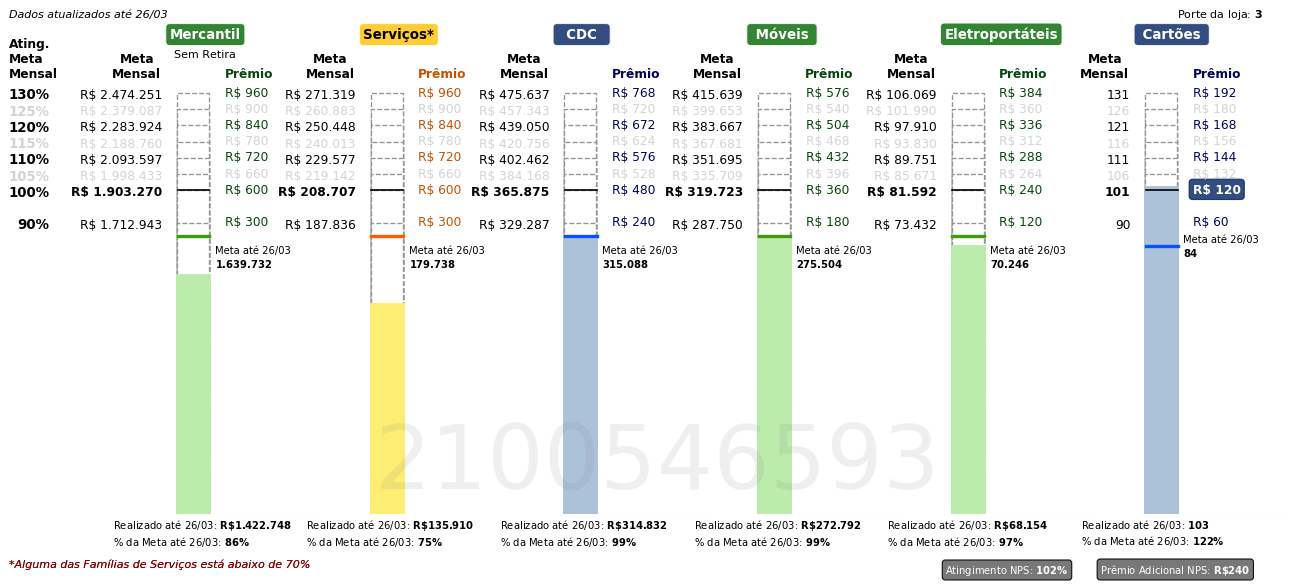 Dados atualizados até 26/03
Porte da loja: 3
Mercantil Serviços* CDC Móveis Eletroportáteis Cartões
Sem Retira
Ating. Meta Mensal
Meta Mensal Prêmio Meta Mensal Prêmio Meta Mensal Prêmio Meta Mensal Prêmio Meta Mensal Prêmio Meta Mensal Prêmio
130% R$ 2.474.251 R$ 960 R$ 271.319 R$ 960 R$ 475.637 R$ 768 R$ 415.639 R$ 576 R$ 106.069 R$ 384 131 R$ 192
125% R$ 2.379.087 R$ 900 R$ 260.883 R$ 900 R$ 457.343 R$ 720 R$ 399.653 R$ 540 R$ 101.990 R$ 360 126 R$ 180
120% R$ 2.283.924 R$ 840 R$ 250.448 R$ 840 R$ 439.050 R$ 672 R$ 383.667 R$ 504 R$ 97.910 R$ 336 121 R$ 168
115% R$ 2.188.760 R$ 780 R$ 240.013 R$ 780 R$ 420.756 R$ 624 R$ 367.681 R$ 468 R$ 93.830 R$ 312 116 R$ 156
110% R$ 2.093.597 R$ 720 R$ 229.577 R$ 720 R$ 402.462 R$ 576 R$ 351.695 R$ 432 R$ 89.751 R$ 288 111 R$ 144
105% R$ 1.998.433 R$ 660 R$ 219.142 R$ 660 R$ 384.168 R$ 528 R$ 335.709 R$ 396 R$ 85.671 R$ 264 106 R$ 132
100% R$ 1.903.270 R$ 600 R$ 208.707 R$ 600 R$ 365.875 R$ 480 R$ 319.723 R$ 360 R$ 81.592 R$ 240 101 R$ 120
90% R$ 1.712.943 R$ 300 R$ 187.836 R$ 300 R$ 329.287 R$ 240 R$ 287.750 R$ 180 R$ 73.432 R$ 120 90 R$ 60
Meta até 26/03 Meta até 26/03 Meta até 26/03 Meta até 26/03 Meta até 26/03 Meta até 26/03
1.639.732 179.738 315.088 275.504 70.246 84
2100546593
Realizado até 26/03: R$1.422.748 Realizado até 26/03: R$135.910 Realizado até 26/03: R$314.832 Realizado até 26/03: R$272.792 Realizado até 26/03: R$68.154 Realizado até 26/03: 103
% da Meta até 26/03: 86% % da Meta até 26/03: 75% % da Meta até 26/03: 99% % da Meta até 26/03: 99% % da Meta até 26/03: 97% % da Meta até 26/03: 122%
*Alguma das Famílias de Serviços está abaixo de 70%
Atingimento NPS: 102% Prêmio Adicional NPS: R$240